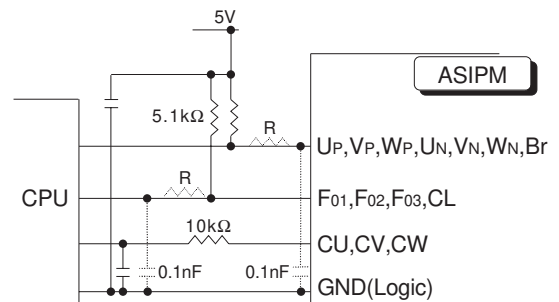 5V
ASIPM
5.1kΩ
R
UP,VP,WP,UN,VN,WN,Br
R
CPU
F01,F02,F03,CL
10kΩ
CU,CV,CW
0.1nF
0.1nF
GND(Logic)